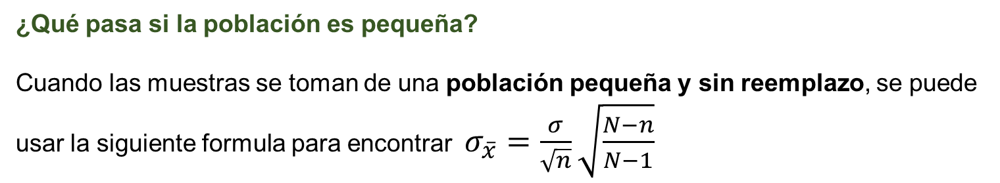 ¿Qué pasa si la población es pequeña?
Cuando las muestras se toman de una población pequeña y sin reemplazo, se puede
usar la siguiente formula para encontrar $\sigma_{\bar{x}} = \frac{\sigma}{\sqrt{n}} \sqrt{\frac{N-n}{N-1}}$